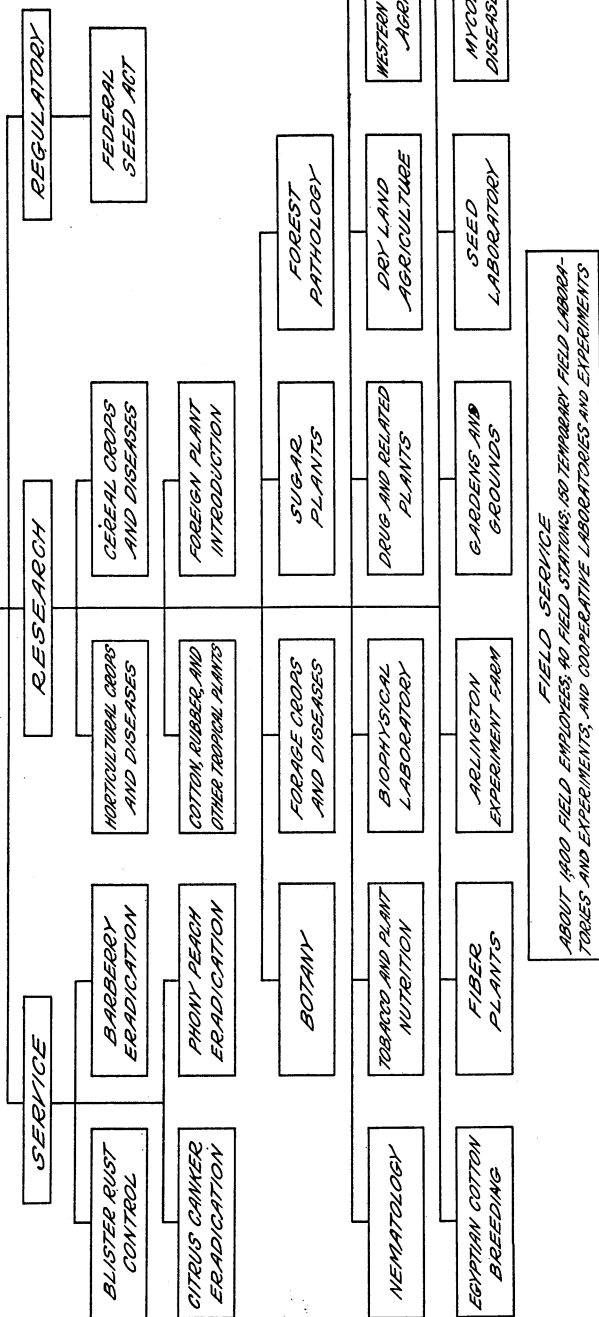 SERVICE
RESEARCH
REGULATORY
BLISTER RUST
CONTROL
BARBERRY
ERADICATION
HORTICULTURAL CROPS
AND DISEASES
CEREAL CROPS
AND DISEASES
FEDERAL
SEED ACT
CITRUS CANKER
ERADICATION
PHONY PEACH
ERADICATION
COTTON, RUBBER, AND
OTHER TROPICAL PLANTS
FOREIGN PLANT
INTRODUCTION
BOTANY
FORAGE CROPS
AND DISEASES
SUGAR
PLANTS
FOREST
PATHOLOGY
NEMATOLOGY
TOBACCO AND PLANT
NUTRITION
BIOPHYSICAL
LABORATORY
DRUG AND RELATED
PLANTS
DRY LAND
AGRICULTURE
WESTERN
EGYPTIAN COTTON
BREEDING
FIBER
PLANTS
ARLINGTON
EXPERIMENT FARM
GARDENS AND
GROUNDS
SEED
LABORATORY
FIELD SERVICE
ABOUT 1,400 FIELD EMPLOYEES; 40 FIELD STATIONS; 150 TEMPORARY FIELD LABORA-
TORIES AND EXPERIMENTS, AND COOPERATIVE LABORATORIES AND EXPERIMENTS